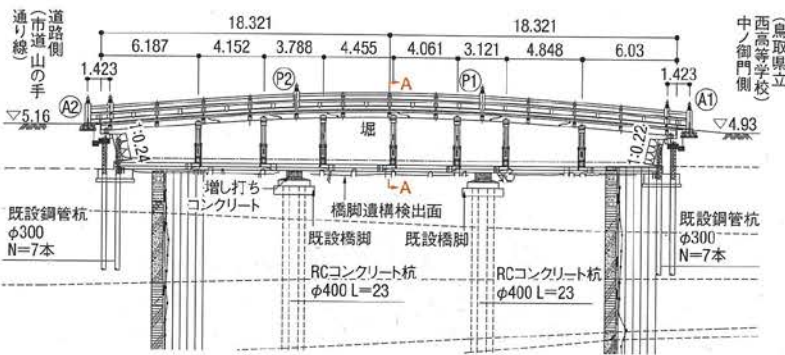 18.321
18.321
6.187
4.152
3.788
4.455
4.061
3.121
4.848
6.03
1.423
1.423
道路側
(市道山の手
通り線)
(鳥取県立
西高等学校)
中ノ御門側
A2
P2
A
P1
A1
▽5.16
▽4.93
堀
1:0.24
1:0.22
A
増し打ち
コンクリート
橋脚遺構検出面
既設橋脚
既設橋脚
既設鋼管杭
φ300
N=7本
既設鋼管杭
φ300
N=7本
RCコンクリート杭
φ400 L=23
RCコンクリート杭
φ400 L=23